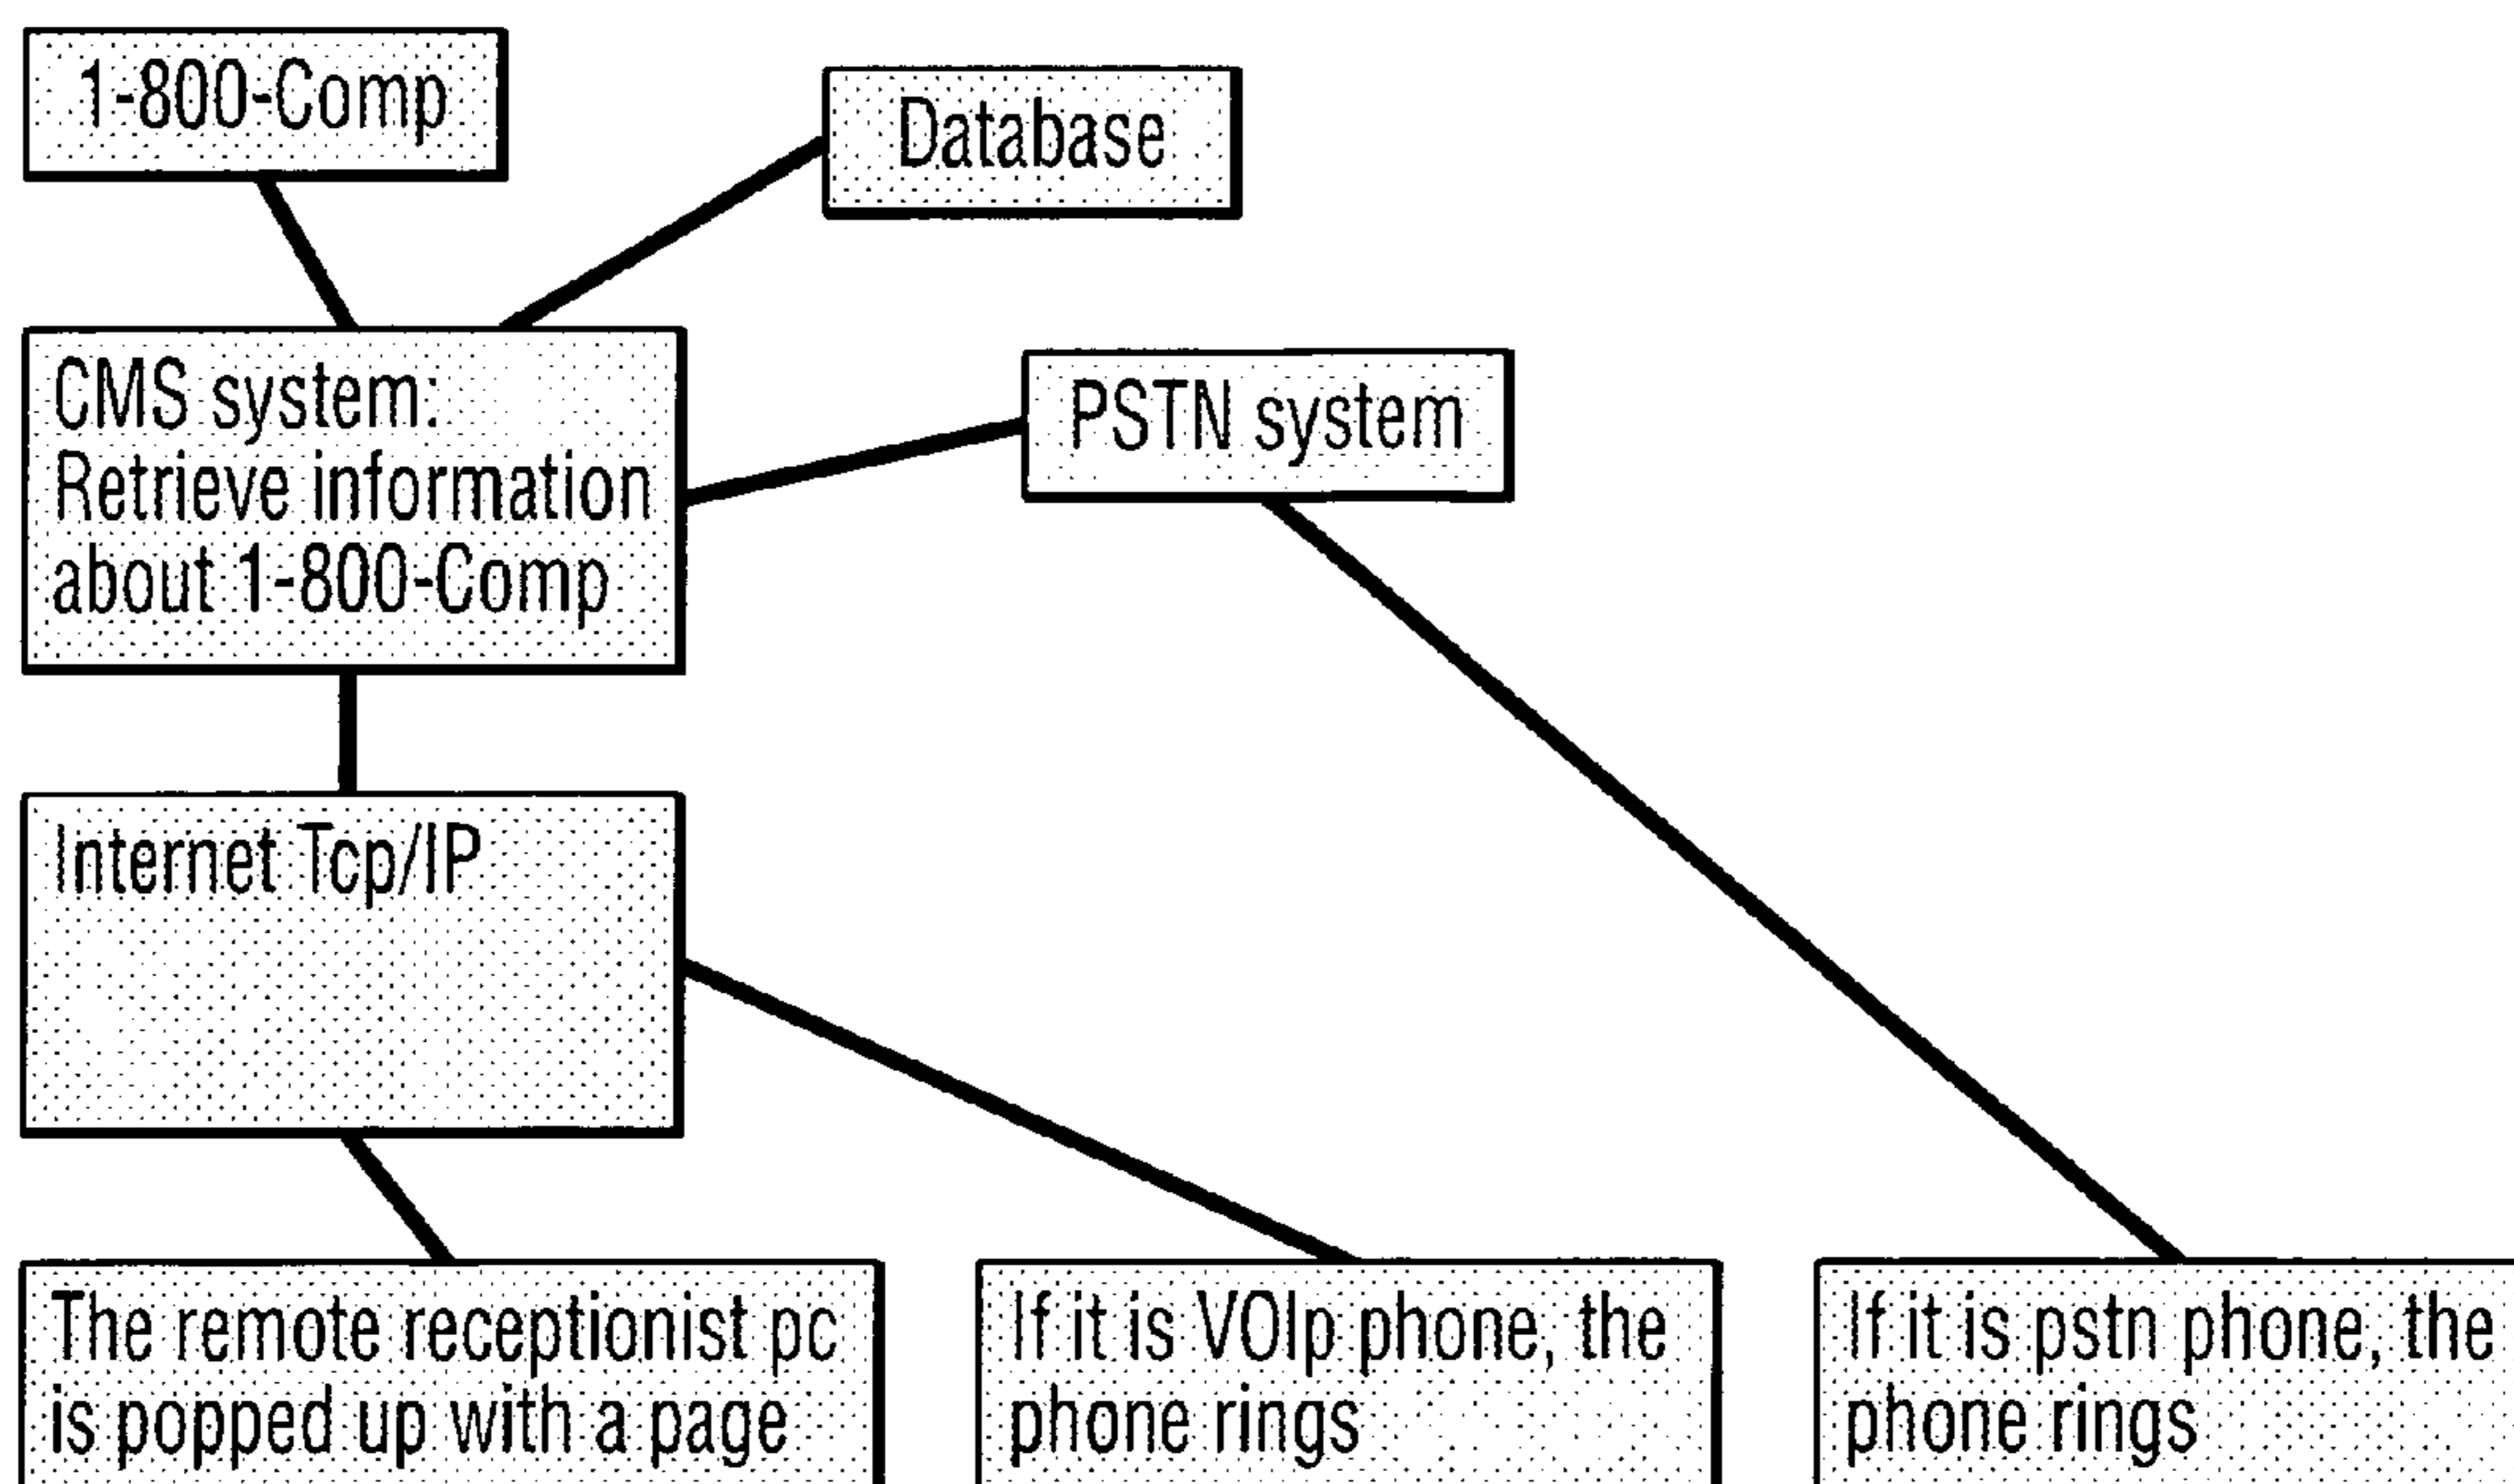 1-800-Comp
Database
CMS system:
Retrieve information
about 1-800-Comp
PSTN system
Internet Tcp/IP
The remote receptionist pc
is popped up with a page
If it is VOIp phone, the
phone rings
If it is pstn phone, the
phone rings